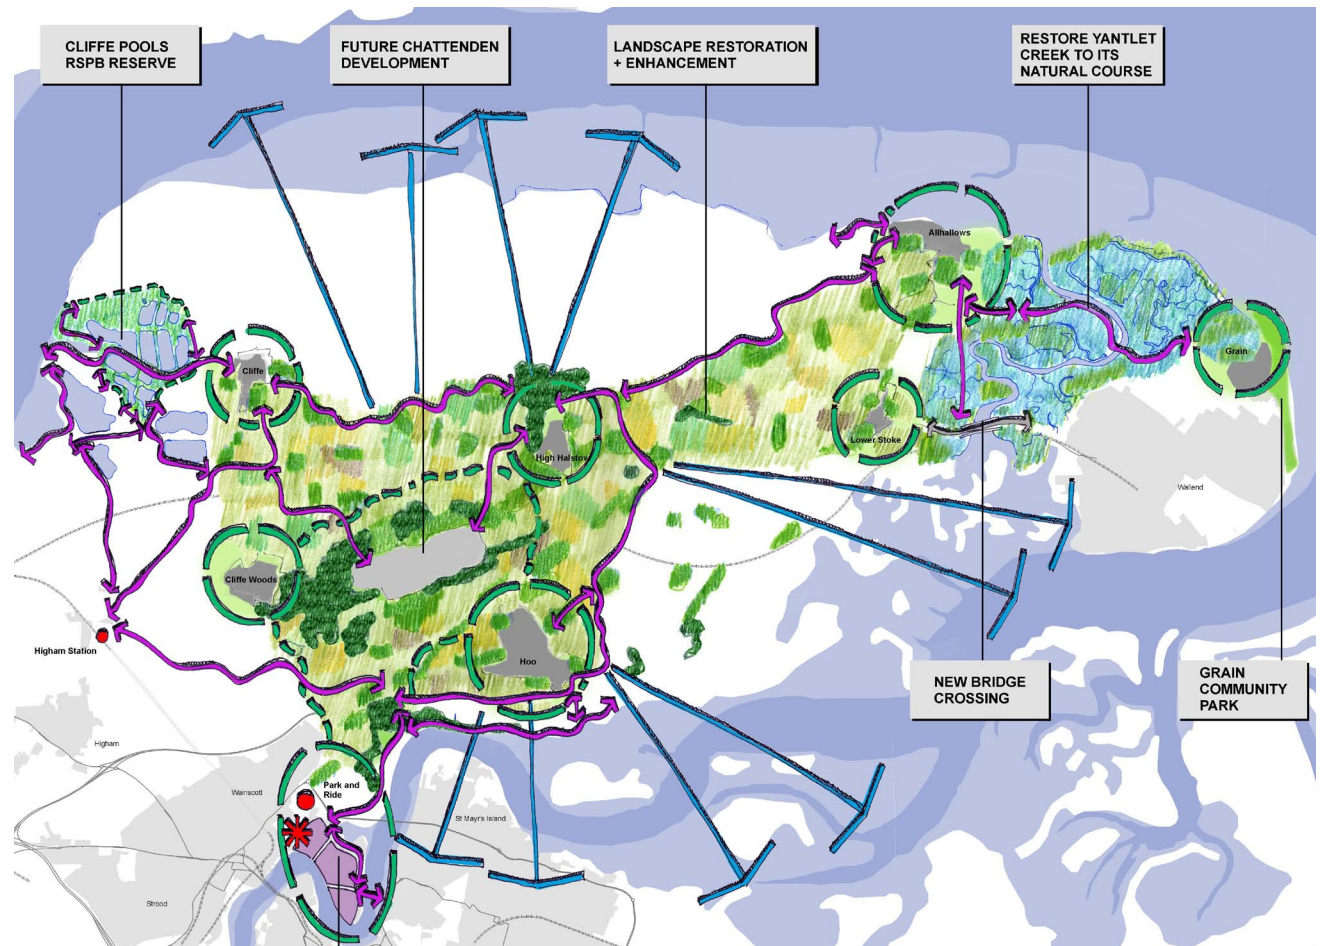 CLIFFE POOLS
RSPB RESERVE
FUTURE CHATTENDEN
DEVELOPMENT
LANDSCAPE RESTORATION
+ ENHANCEMENT
RESTORE YANTLET
CREEK TO ITS
NATURAL COURSE
Allhallows
Grain
Cliffe
Lower Stoke
High Halstow
Wallend
Cliffe Woods
Higham Station
Hoo
NEW BRIDGE
CROSSING
GRAIN
COMMUNITY
PARK
Higham
Wainscott
Park and
Ride
St Mayr's Island
Strood